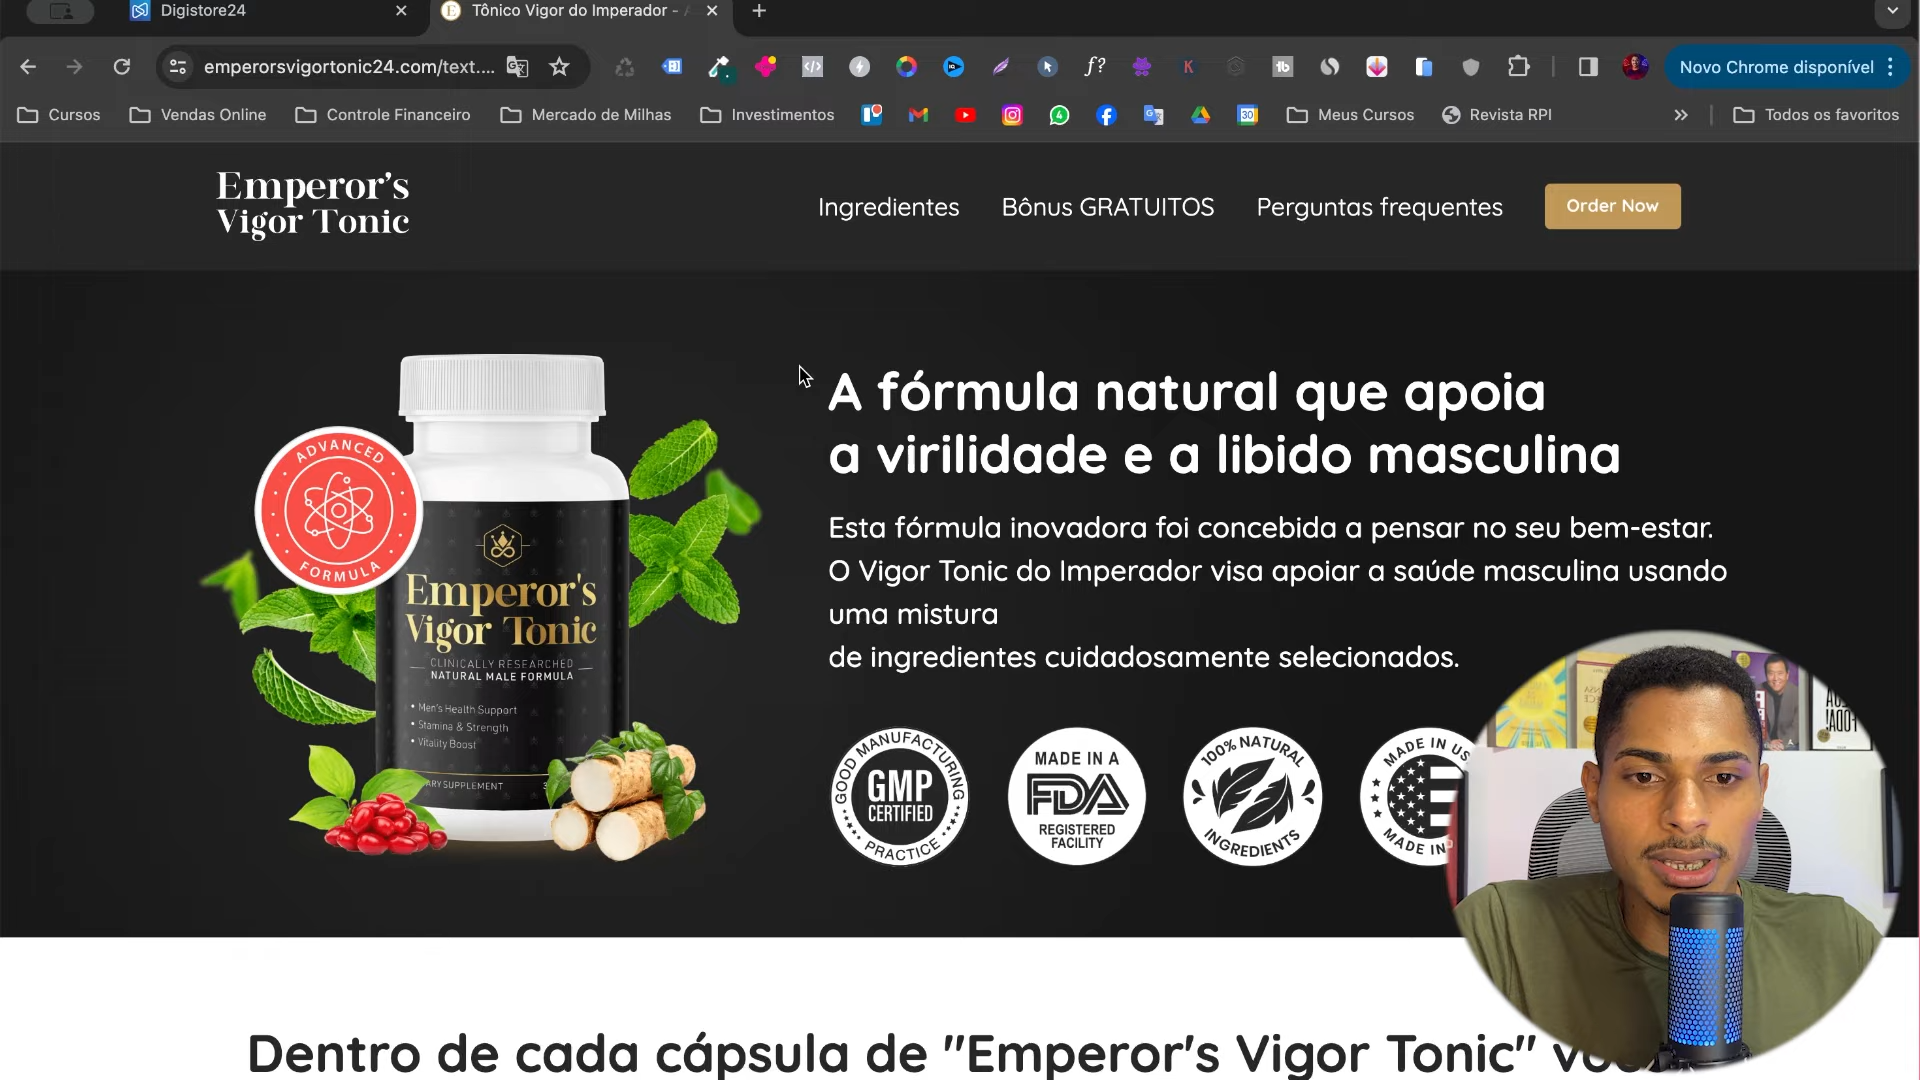 Digistore24
Tônico Vigor do Imperador -
emperorsvigortonic24.com/text....
Novo Chrome disponível
Cursos
Vendas Online
Controle Financeiro
Mercado de Milhas
Investimentos
Meus Cursos
Revista RPI
Todos os favoritos
Emperor's
Vigor Tonic
Ingredientes
Bônus GRATUITOS
Perguntas frequentes
Order Now
A fórmula natural que apoia
a virilidade e a libido masculina
Esta fórmula inovadora foi concebida a pensar no seu bem-estar.
O Vigor Tonic do Imperador visa apoiar a saúde masculina usando
uma mistura
de ingredientes cuidadosamente selecionados.
ADVANCED
FORMULA
Emperor's
Vigor Tonic
CLINICALLY RESEARCHED
NATURAL MALE FORMULA
• Men's Health Support
• Stamina & Strength
• Vitality Boost
SUPPLEMENT
GOOD MANUFACTURING
GMP
CERTIFIED
PRACTICE
MADE IN A
FDA
REGISTERED
FACILITY
100% NATURAL
INGREDIENTS
MADE IN US
MADE IN
Dentro de cada cápsula de "Emperor's Vigor Tonic"